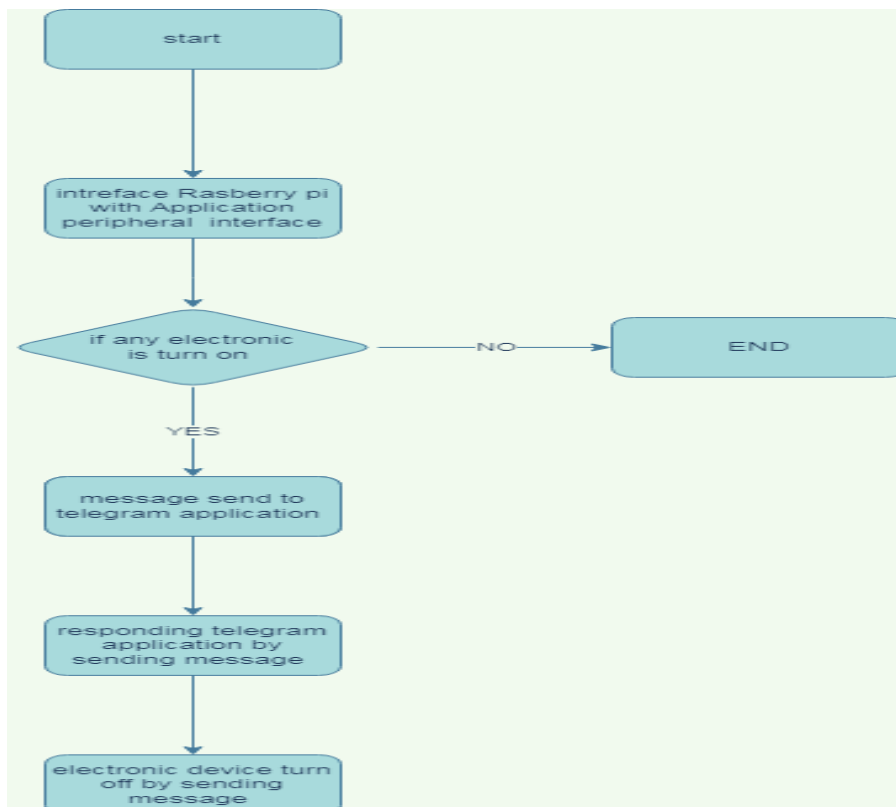 start
intreface Rasberry pi
with Application
peripheral interface
if any electronic
is turn on
NO
END
YES
message send to
telegram application
responding telegram
application by
sending message
electronic device turn
off by sending
message